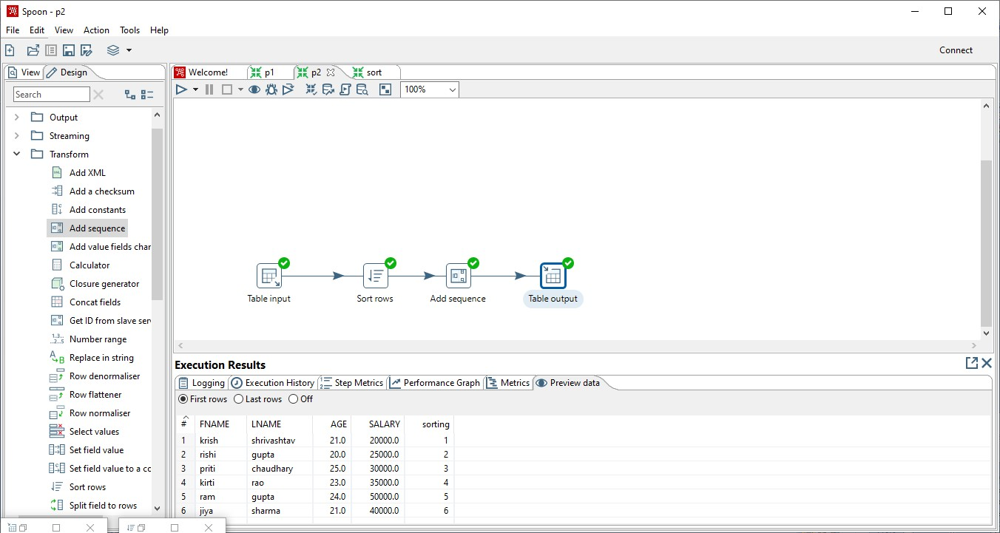 Spoon - p2
File Edit View Action Tools Help
Connect
View Design
Welcome! p1 p2 sort
Search
100%
Output
Streaming
Transform
Add XML
Add a checksum
Add constants
Add sequence
Add value fields char
Calculator
Closure generator
Concat fields
Get ID from slave ser
Number range
Replace in string
Row denormaliser
Row flattener
Row normaliser
Select values
Set field value
Set field value to a co
Sort rows
Split field to rows
Table input Sort rows Add sequence Table output
Execution Results
Logging Execution History Step Metrics Performance Graph Metrics Preview data
First rows Last rows Off
# FNAME LNAME AGE SALARY sorting
1 krish shrivashtav 21.0 20000.0 1
2 rishi gupta 20.0 25000.0 2
3 priti chaudhary 25.0 30000.0 3
4 kirti rao 23.0 35000.0 4
5 ram gupta 24.0 50000.0 5
6 jiya sharma 21.0 40000.0 6